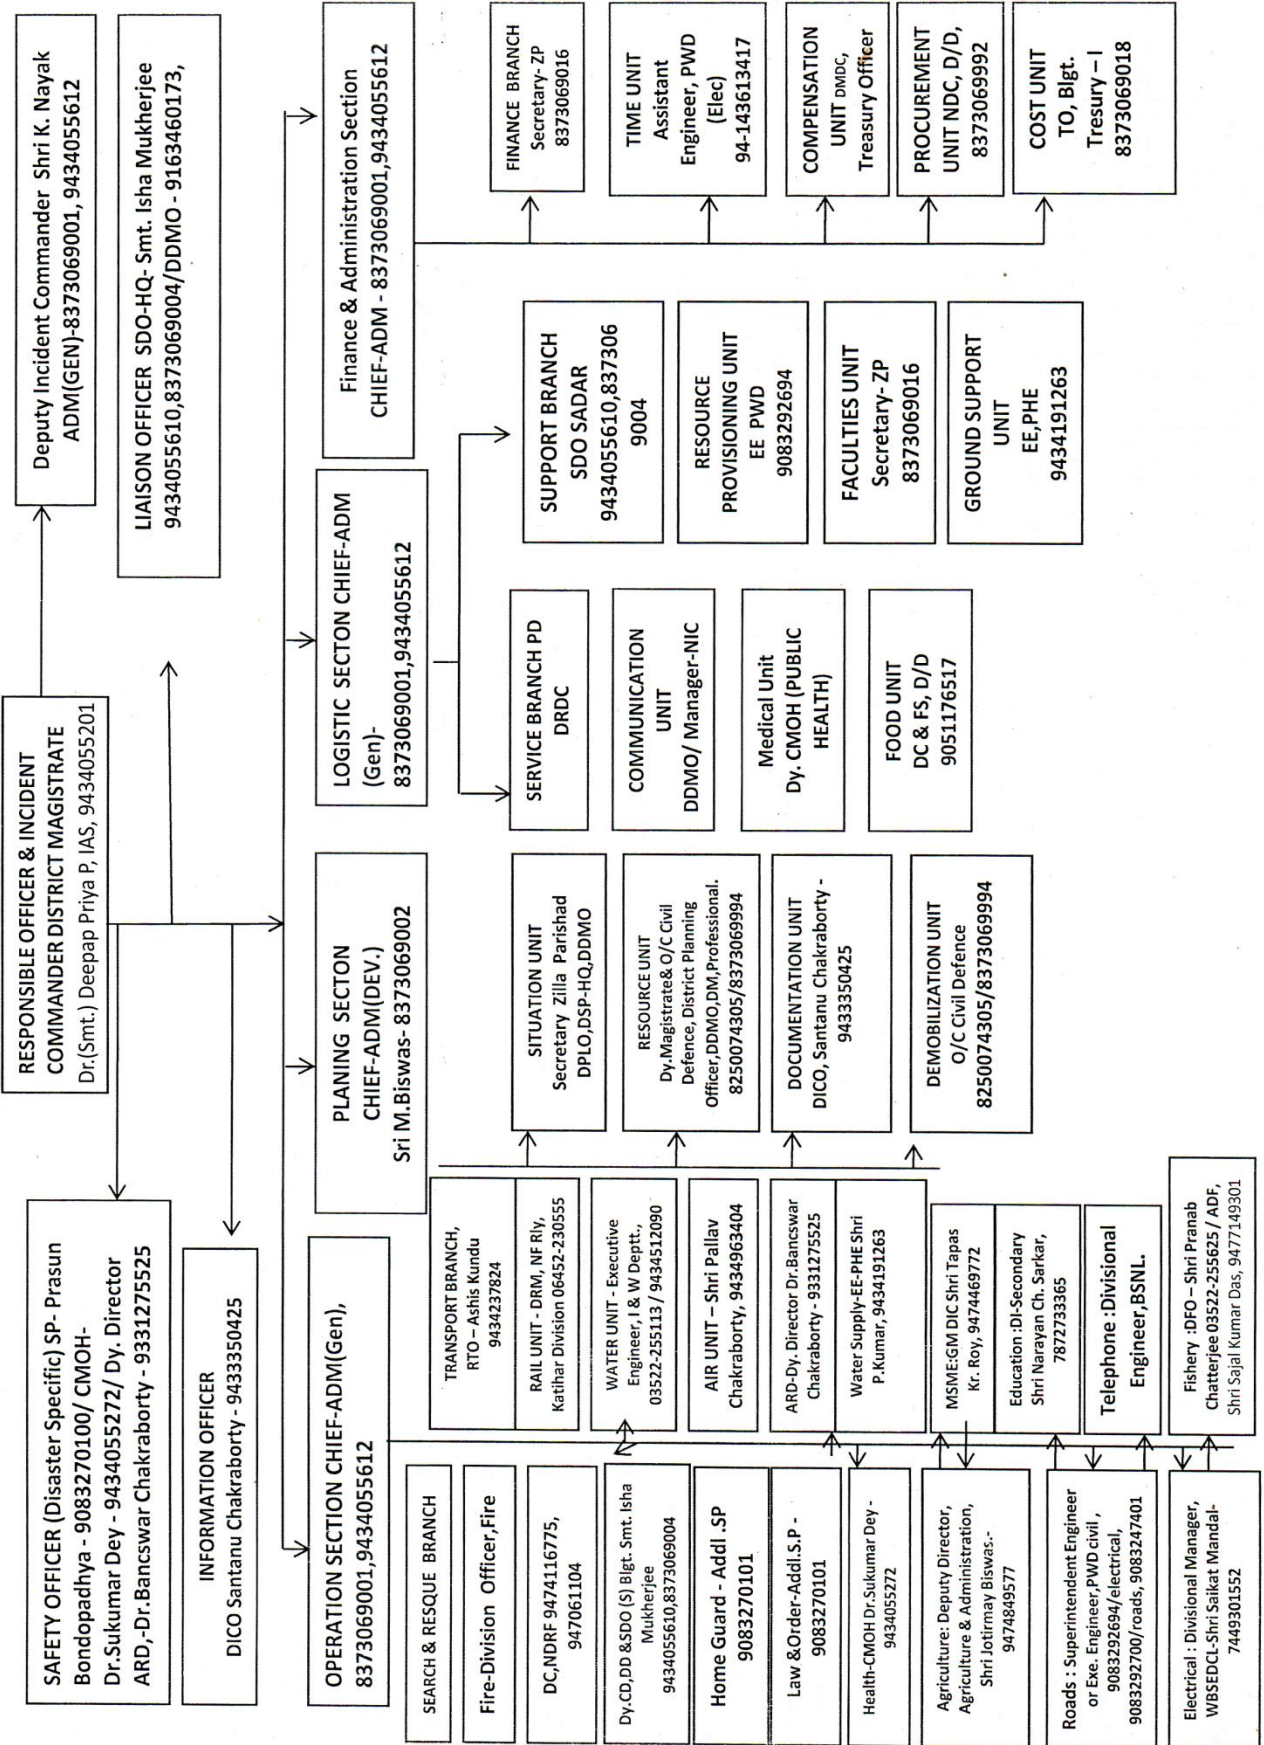 RESPONSIBLE OFFICER & INCIDENT
COMMANDER DISTRICT MAGISTRATE
Dr.(Smt.) Deepap Priya P, IAS, 9434055201
Deputy Incident Commander Shri K. Nayak
ADM(GEN)-8373069001, 9434055612
LIAISON OFFICER SDO-HQ- Smt. Isha Mukherjee
9434055610,8373069004/DDMO - 9163460173,
SAFETY OFFICER (Disaster Specific) SP- Prasun
Bondopadhya - 9083270100/ CMOH-
Dr.Sukumar Dey - 9434055272/ Dy. Director
ARD,-Dr.Bancswar Chakraborty - 9331275525
INFORMATION OFFICER
DICO Santanu Chakraborty - 9433350425
OPERATION SECTION CHIEF-ADM(Gen),
8373069001,9434055612
PLANING SECTON
CHIEF-ADM(DEV.)
Sri M.Biswas- 8373069002
LOGISTIC SECTON CHIEF-ADM
(Gen)-
8373069001,9434055612
Finance & Administration Section
CHIEF-ADM - 8373069001,9434055612
SEARCH & RESQUE BRANCH
Fire-Division Officer,Fire
DC,NDRF 9474116775,
947061104
Dy.CD,DD &SDO (S) Blgt. Smt. Isha
Mukherjee
9434055610,8373069004
Home Guard - Addl .SP
9083270101
Law &Order-Addl.S.P -
9083270101
Health-CMOH Dr.Sukumar Dey -
9434055272
Agriculture: Deputy Director,
Agriculture & Administration,
Shri Jotirmay Biswas.-
9474849577
Roads : Superintendent Engineer
or Exe. Engineer,PWD civil ,
9083292694/electrical,
9083292700/roads, 9083247401
Electrical : Divisional Manager,
WBSEDCL-Shri Saikat Mandal-
7449301552
TRANSPORT BRANCH,
RTO – Ashis Kundu
9434237824
RAIL UNIT - DRM, NF Rly,
Katihar Division 06452-230555
WATER UNIT - Executive
Engineer, I & W Deptt.,
03522-255113 / 9434512090
AIR UNIT – Shri Pallav
Chakraborty, 9434963404
ARD-Dy. Director Dr.Bancswar
Chakraborty - 9331275525
Water Supply-EE-PHE Shri
P.Kumar, 9434191263
MSME:GM DIC Shri Tapas
Kr. Roy, 9474469772
Education :DI-Secondary
Shri Narayan Ch. Sarkar,
7872733365
Telephone :Divisional
Engineer,BSNL.
Fishery :DFO – Shri Pranab
Chatterjee 03522-255625 / ADF,
Shri Sajal Kumar Das, 9477149301
SITUATION UNIT
Secretary Zilla Parishad
DPLO,DSP-HQ,DDMO
RESOURCE UNIT
Dy.Magistrate& O/C Civil
Defence, District Planning
Officer,DDMO,DM,Professional.
8250074305/8373069994
DOCUMENTATION UNIT
DICO, Santanu Chakraborty -
9433350425
DEMOBILIZATION UNIT
O/C Civil Defence
8250074305/8373069994
SERVICE BRANCH PD
DRDC
COMMUNICATION
UNIT
DDMO/ Manager-NIC
Medical Unit
Dy. CMOH (PUBLIC
HEALTH)
FOOD UNIT
DC & FS, D/D
9051176517
SUPPORT BRANCH
SDO SADAR
9434055610,837306
9004
RESOURCE
PROVISIONING UNIT
EE PWD
9083292694
FACULTIES UNIT
Secretary- ZP
8373069016
GROUND SUPPORT
UNIT
EE,PHE
9434191263
FINANCE BRANCH
Secretary- ZP
8373069016
TIME UNIT
Assistant
Engineer, PWD
(Elec)
94-143613417
COMPENSATION
UNIT DMDC,
Treasury Officer
PROCUREMENT
UNIT NDC, D/D,
8373069992
COST UNIT
TO, Blgt.
Tresury – I
8373069018